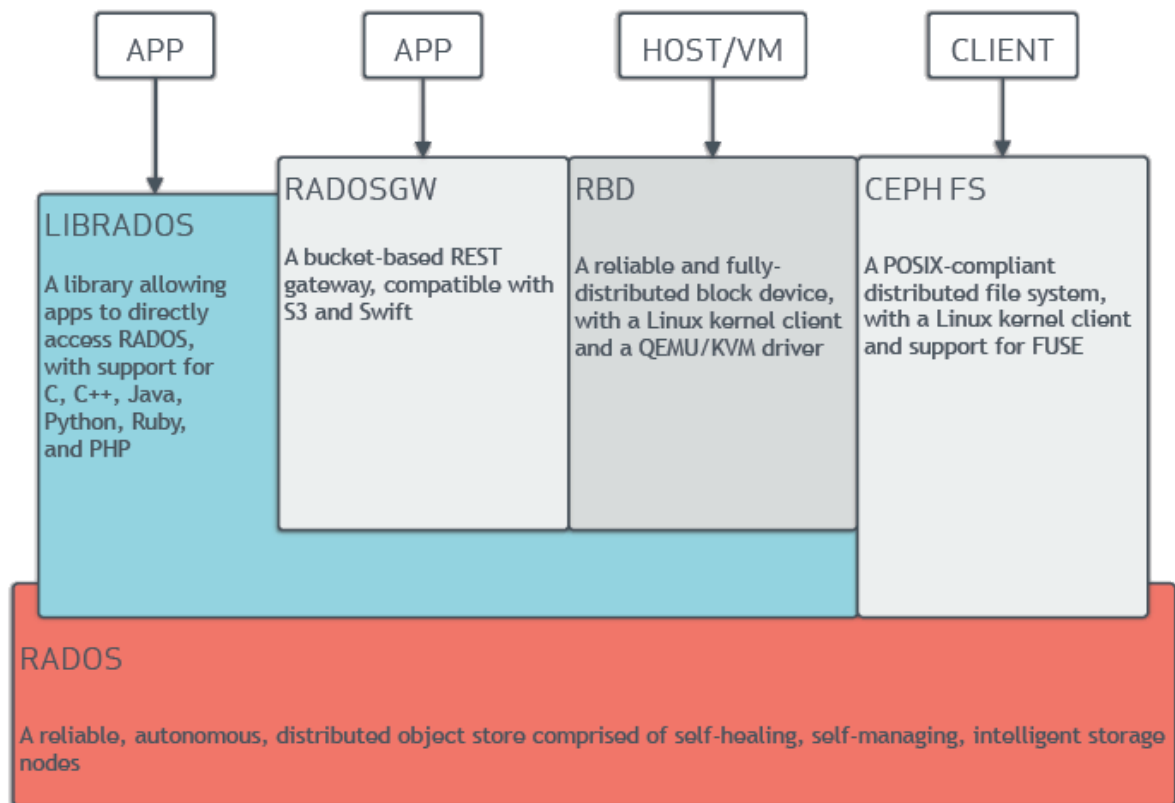 APP
APP
HOST/VM
CLIENT
LIBRADOS
A library allowing
apps to directly
access RADOS,
with support for
C, C++, Java,
Python, Ruby,
and PHP
RADOSGW
A bucket-based REST
gateway, compatible with
S3 and Swift
RBD
A reliable and fully-
distributed block device,
with a Linux kernel client
and a QEMU/KVM driver
CEPH FS
A POSIX-compliant
distributed file system,
with a Linux kernel client
and support for FUSE
RADOS
A reliable, autonomous, distributed object store comprised of self-healing, self-managing, intelligent storage
nodes